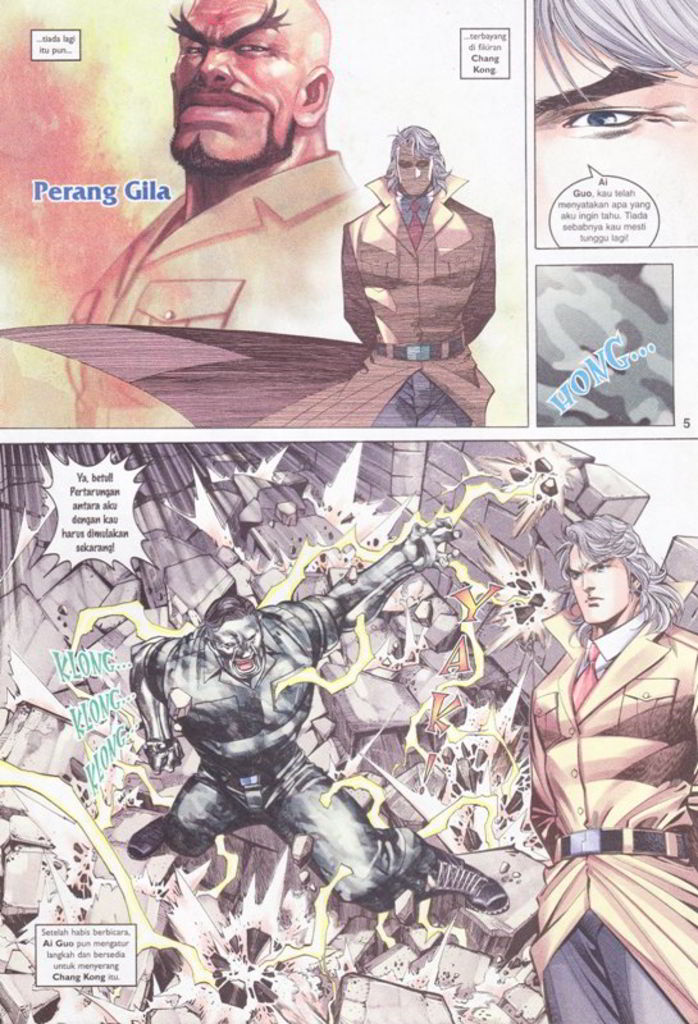 ...tiada lagi
itu pun...
...terbayang
di fikiran
Chang
Kong.
Perang Gila
Ai
Guo, kau telah
menyatakan apa yang
aku ingin tahu. Tiada
sebabnya kau mesti
tunggu lagi!
HONG...
5
Ya, betul!
Pertarungan
antara aku
dengan kau
harus dimulakan
sekarang!
YAK!
KLONG...
KLONG...
KLONG...
Setelah habis berbicara,
Ai Guo pun mengatur
langkah dan bersedia
untuk menyerang
Chang Kong itu.